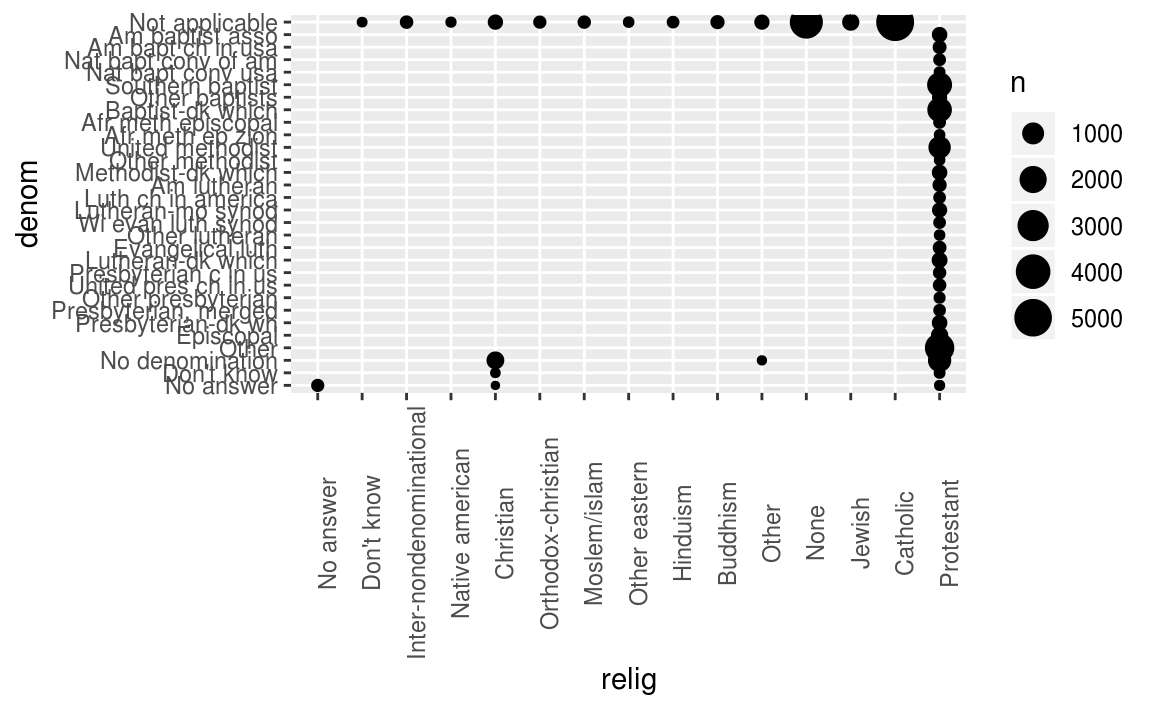 Not applicable
Am baptist asso
Am bapt ch in usa
Nat bapt conv of am
Nat bapt conv usa
Southern baptist
Other baptists
Baptist-dk which
Afr meth episcopal
Afr meth ep zion
United methodist
Other methodist
Methodist-dk which
Am lutheran
Luth ch in america
Lutheran-mo synod
Wi evan luth synod
Other lutheran
Evangelical luth
Lutheran-dk which
Presbyterian c in us
United pres ch in us
Other presbyterian
Presbyterian, merged
Presbyterian-dk wh
Episcopal
Other
No denomination
Don't know
No answer
denom
No answer
Don't know
Inter-nondenominational
Native american
Christian
Orthodox-christian
Moslem/islam
Other eastern
Hinduism
Buddhism
Other
None
Jewish
Catholic
Protestant
relig
n
1000
2000
3000
4000
5000